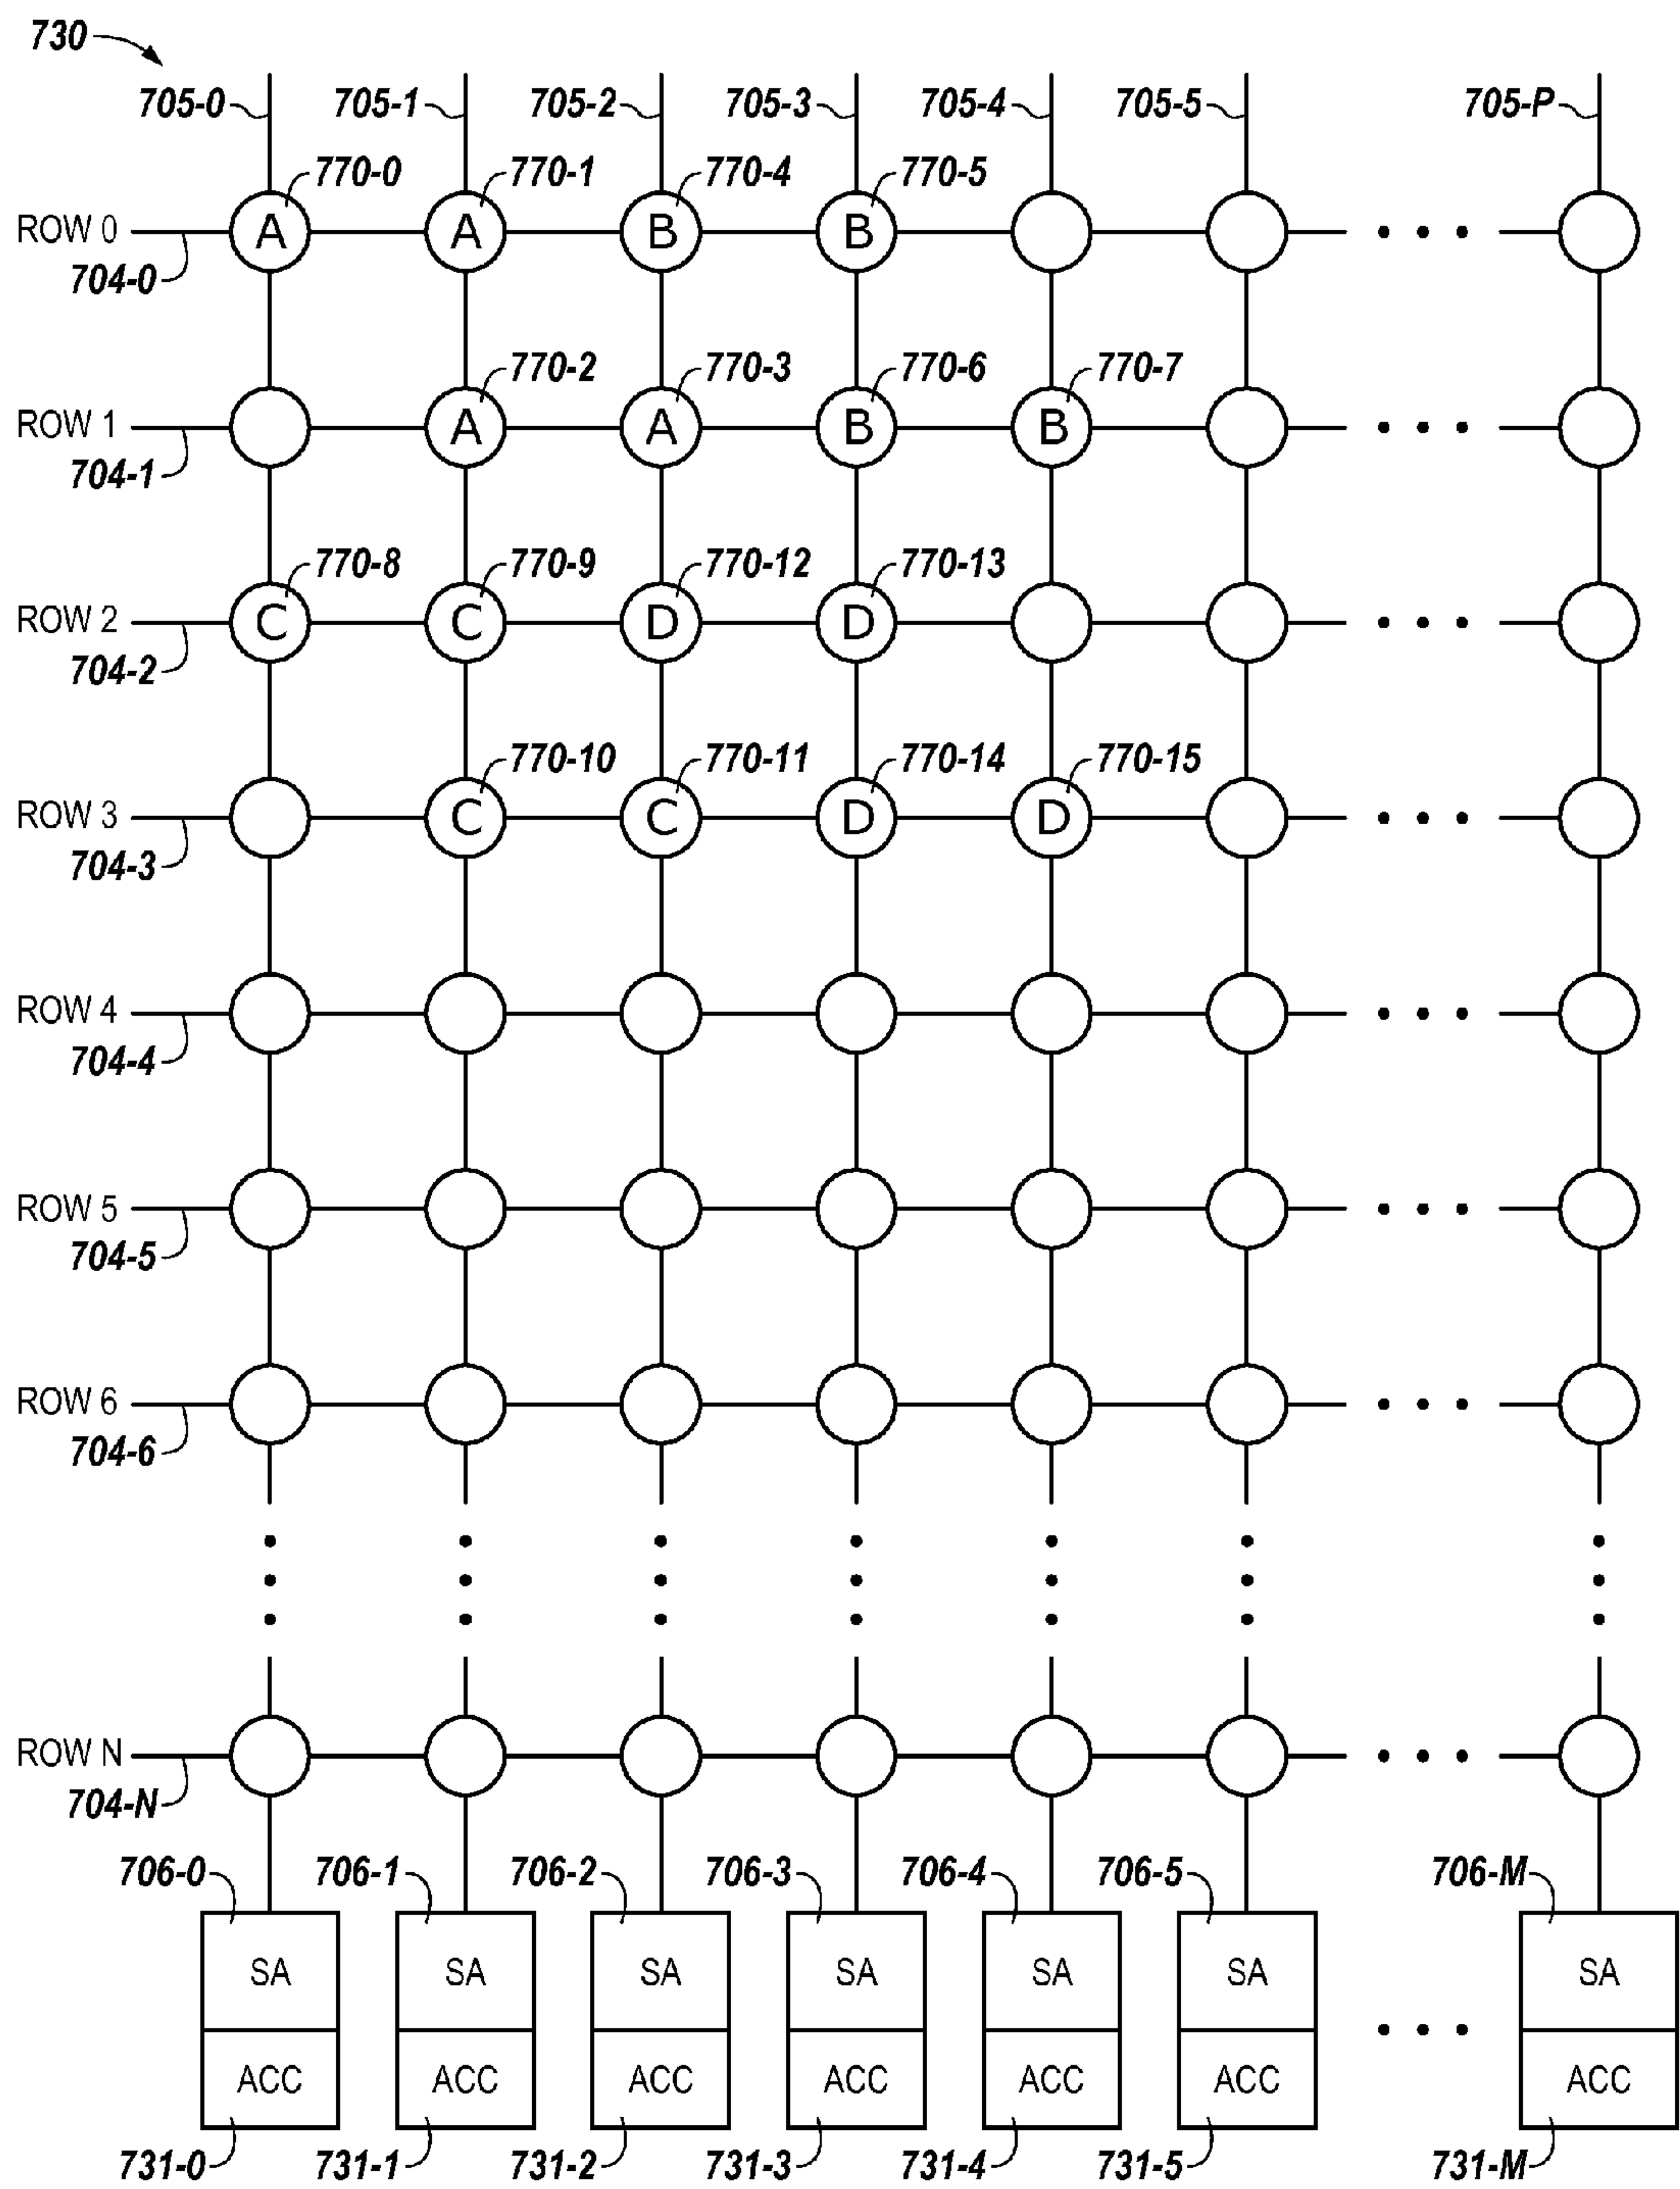 730
705-0 705-1 705-2 705-3 705-4 705-5 705-P
770-0 770-1 770-4 770-5
ROW 0 A A B B
704-0
770-2 770-3 770-6 770-7
ROW 1 A A B B
704-1
770-8 770-9 770-12 770-13
ROW 2 C C D D
704-2
770-10 770-11 770-14 770-15
ROW 3 C C D D
704-3
ROW 4
704-4
ROW 5
704-5
ROW 6
704-6
ROW N
704-N
706-0 706-1 706-2 706-3 706-4 706-5 706-M
SA SA SA SA SA SA SA
ACC ACC ACC ACC ACC ACC ACC
731-0 731-1 731-2 731-3 731-4 731-5 731-M